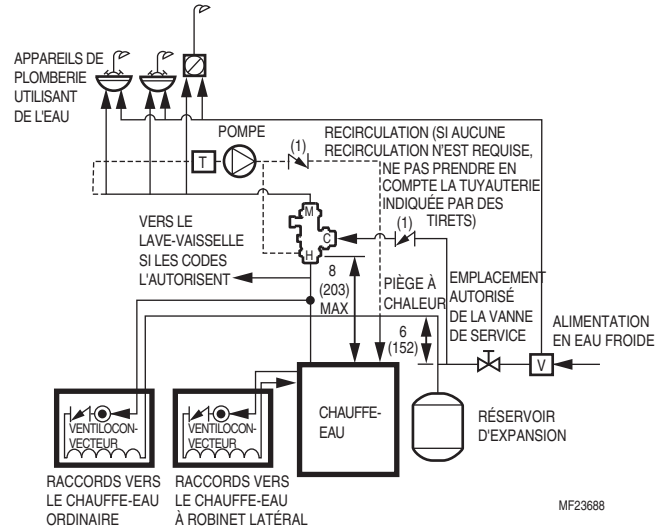 APPAREILS DE
PLOMBERIE
UTILISANT
DE L'EAU
POMPE
T
(1)
RECIRCULATION (SI AUCUNE
RECIRCULATION N'EST REQUISE,
NE PAS PRENDRE EN
COMPTE LA TUYAUTERIE
INDIQUÉE PAR DES
TIRETS)
(1)
M
C
H
VERS LE
LAVE-VAISSELLE
SI LES CODES
L'AUTORISENT
8
(203)
MAX
PIÈGE À
CHALEUR
6
(152)
EMPLACEMENT
AUTORISÉ
DE LA VANNE
DE SERVICE
ALIMENTATION
EN EAU FROIDE
V
VENTILOCON-
VECTEUR
VENTILOCON-
VECTEUR
CHAUFFE-
EAU
RÉSERVOIR
D'EXPANSION
RACCORDS VERS
LE CHAUFFE-EAU
ORDINAIRE
RACCORDS VERS
LE CHAUFFE-EAU
À ROBINET LATÉRAL
MF23688